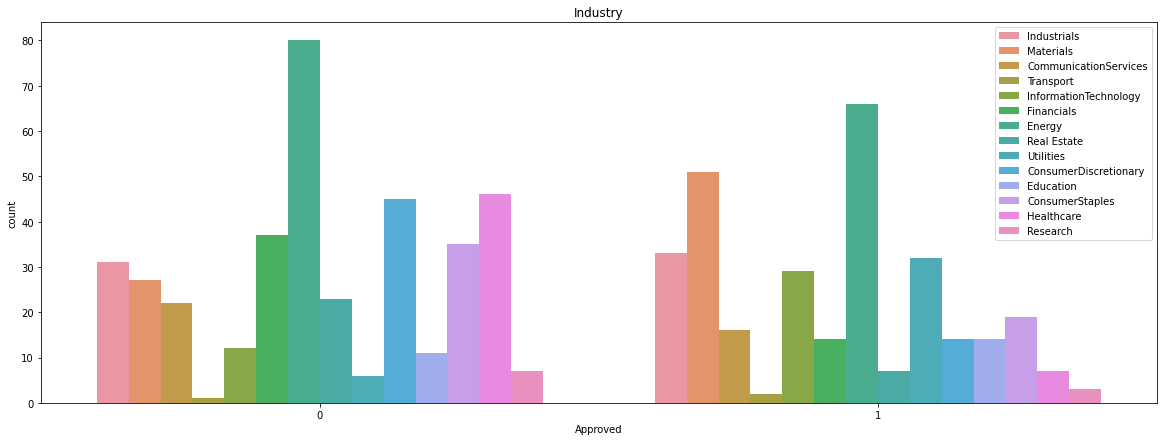 Industry
80
70
60
50
40
30
20
10
0
count
0
1
Approved
Industrials
Materials
CommunicationServices
Transport
InformationTechnology
Financials
Energy
Real Estate
Utilities
ConsumerDiscretionary
Education
ConsumerStaples
Healthcare
Research